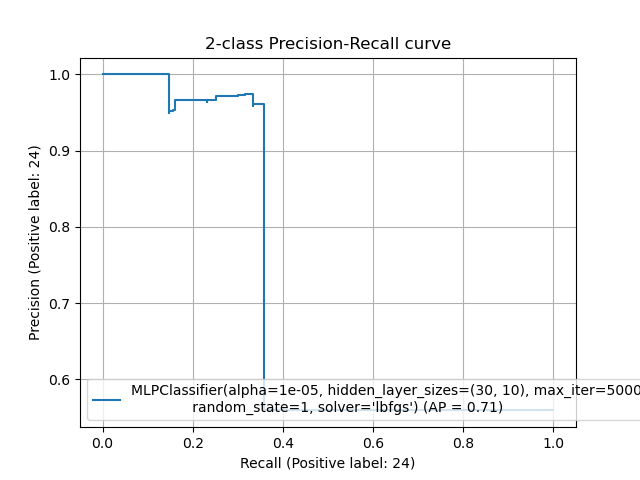 2-class Precision-Recall curve
1.0
0.9
0.8
0.7
0.6
Precision (Positive label: 24)
MLPClassifier(alpha=1e-05, hidden_layer_sizes=(30, 10), max_iter=5000
random_state=1, solver='lbfgs') (AP = 0.71)
0.0 0.2 0.4 0.6 0.8 1.0
Recall (Positive label: 24)